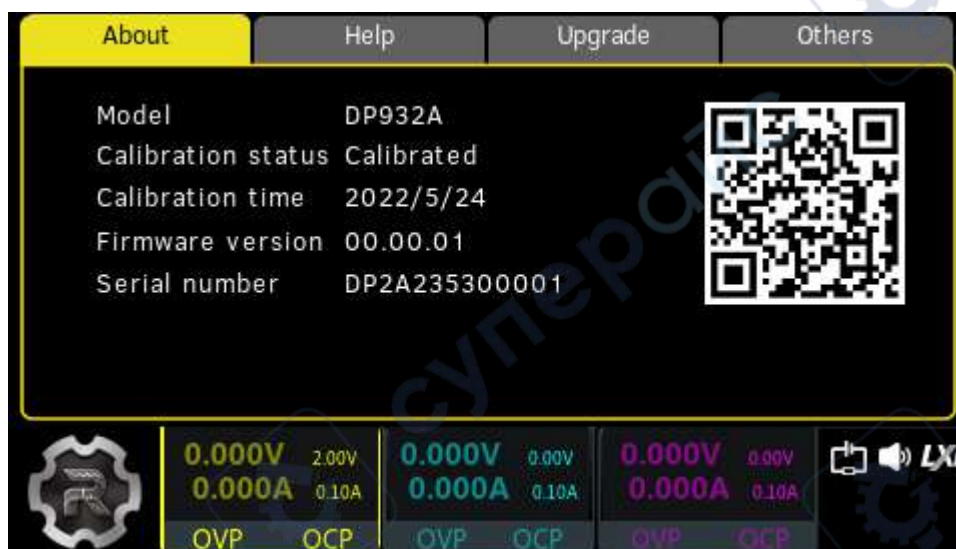 About Help Upgrade Others
Model DP932A
Calibration status Calibrated
Calibration time 2022/5/24
Firmware version 00.00.01
Serial number DP2A235300001
супераис
0.000V 2.00V 0.000V 0.00V 0.000V 0.00V
0.000A 0.10A 0.000A 0.10A 0.000A 0.10A
OVP OCP OVP OCP OVP OCP
R